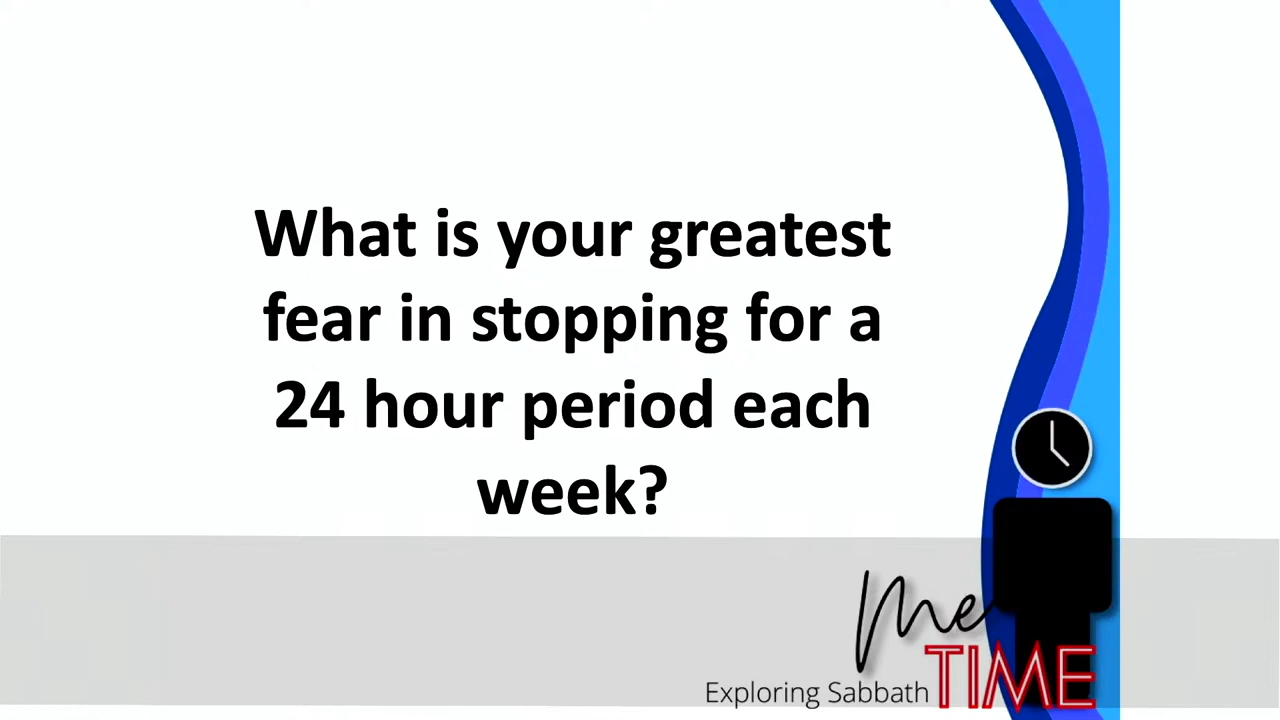 What is your greatest
fear in stopping for a
24 hour period each
week?
Me
Exploring Sabbath TIME